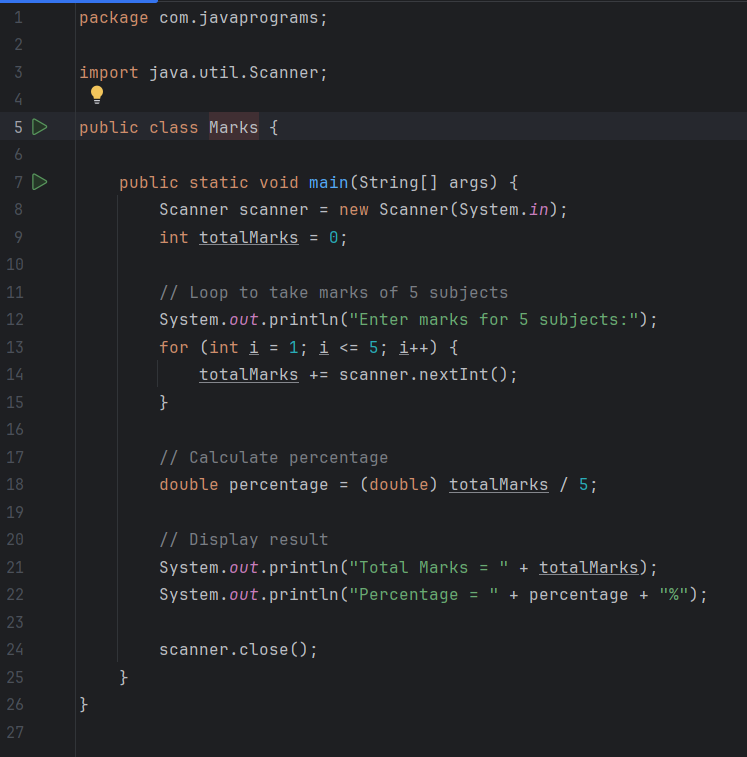 1 package com.javaprograms;
2
3 import java.util.Scanner;
4
5 public class Marks {
6
7     public static void main(String[] args) {
8         Scanner scanner = new Scanner(System.in);
9         int totalMarks = 0;
10
11         // Loop to take marks of 5 subjects
12         System.out.println("Enter marks for 5 subjects:");
13         for (int i = 1; i <= 5; i++) {
14             totalMarks += scanner.nextInt();
15         }
16
17         // Calculate percentage
18         double percentage = (double) totalMarks / 5;
19
20         // Display result
21         System.out.println("Total Marks = " + totalMarks);
22         System.out.println("Percentage = " + percentage + "%");
23
24         scanner.close();
25     }
26 }
27